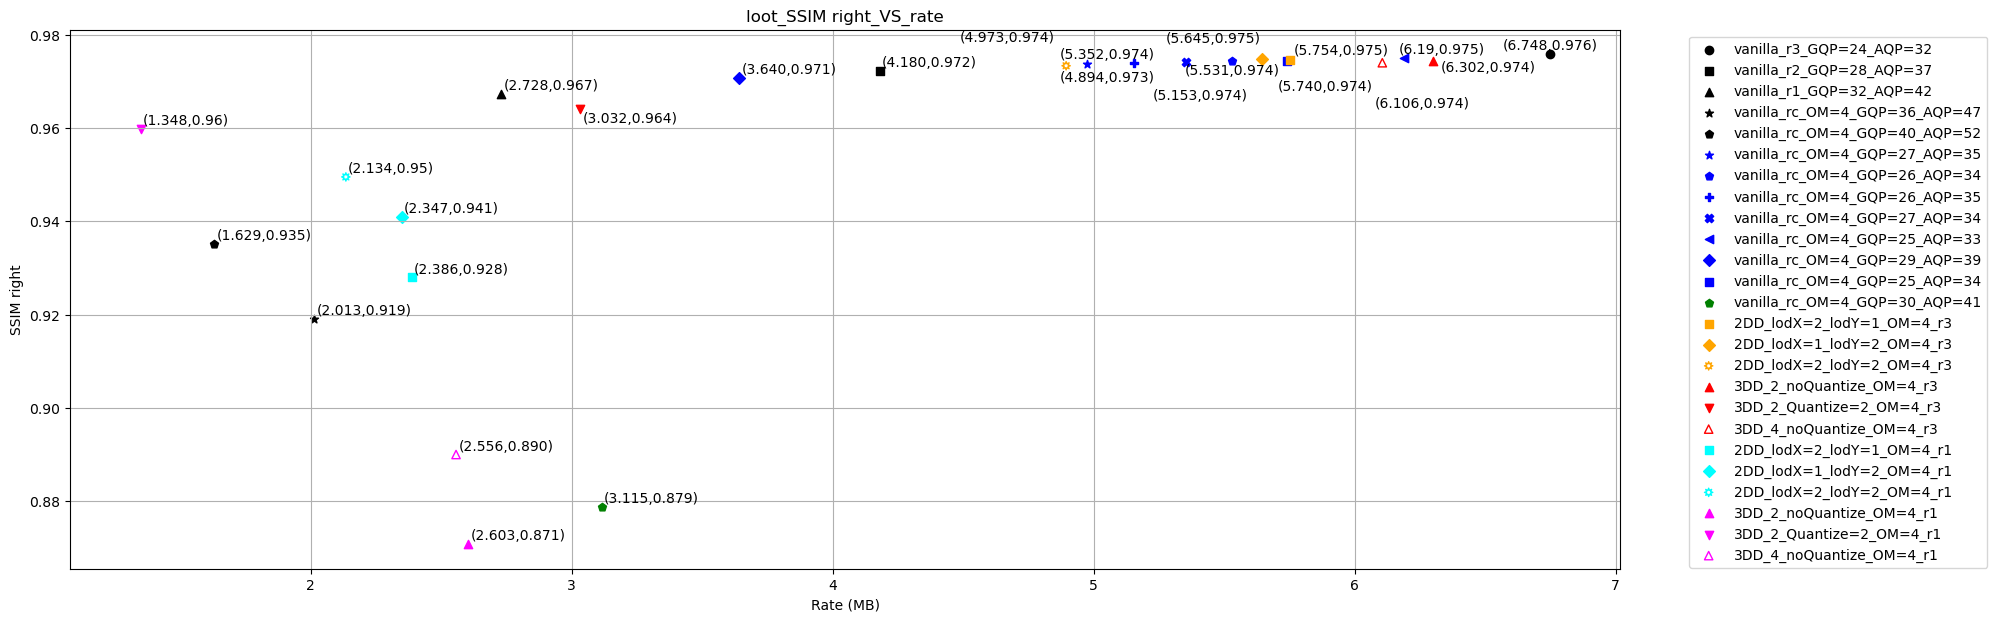 loot_SSIM right_VS_rate
SSIM right
0.98
0.96
0.94
0.92
0.90
0.88
(4.973,0.974)
(5.645,0.975)
(6.748,0.976)
(5.352,0.974)
(5.754,0.975)
(6.19,0.975)
(4.180,0.972)
(3.640,0.971)
(4.894,0.973)
(5.531,0.974)
(6.302,0.974)
(2.728,0.967)
(5.153,0.974)
(5.740,0.974)
(6.106,0.974)
(1.348,0.96)
(3.032,0.964)
(2.134,0.95)
(2.347,0.941)
(1.629,0.935)
(2.386,0.928)
(2.013,0.919)
(2.556,0.890)
(3.115,0.879)
(2.603,0.871)
2
3
4
5
6
7
Rate (MB)
vanilla_r3_GQP=24_AQP=32
vanilla_r2_GQP=28_AQP=37
vanilla_r1_GQP=32_AQP=42
vanilla_rc_OM=4_GQP=36_AQP=47
vanilla_rc_OM=4_GQP=40_AQP=52
vanilla_rc_OM=4_GQP=27_AQP=35
vanilla_rc_OM=4_GQP=26_AQP=34
vanilla_rc_OM=4_GQP=26_AQP=35
vanilla_rc_OM=4_GQP=27_AQP=34
vanilla_rc_OM=4_GQP=25_AQP=33
vanilla_rc_OM=4_GQP=29_AQP=39
vanilla_rc_OM=4_GQP=25_AQP=34
vanilla_rc_OM=4_GQP=30_AQP=41
2DD_lodX=2_lodY=1_OM=4_r3
2DD_lodX=1_lodY=2_OM=4_r3
2DD_lodX=2_lodY=2_OM=4_r3
3DD_2_noQuantize_OM=4_r3
3DD_2_Quantize=2_OM=4_r3
3DD_4_noQuantize_OM=4_r3
2DD_lodX=2_lodY=1_OM=4_r1
2DD_lodX=1_lodY=2_OM=4_r1
2DD_lodX=2_lodY=2_OM=4_r1
3DD_2_noQuantize_OM=4_r1
3DD_2_Quantize=2_OM=4_r1
3DD_4_noQuantize_OM=4_r1